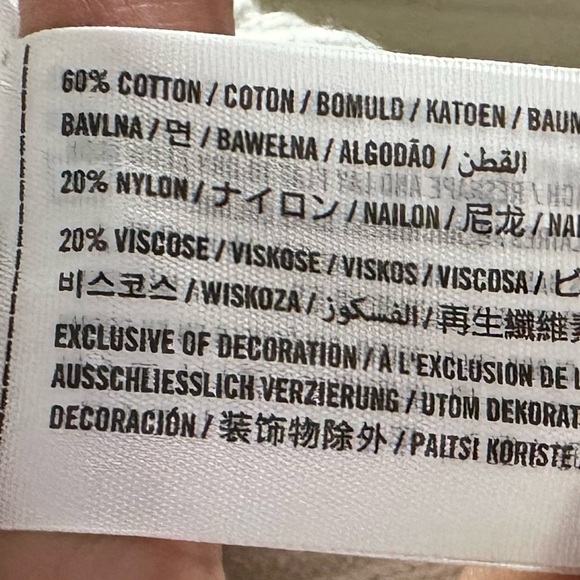 60% COTTON / COTON / BOMULD / KATOEN / BAUM
BAVLNA / 면 / BAWEŁNA / ALGODÃO / القطن
20% NYLON / ナイロン / NAILON / 尼龙 / NAI
20% VISCOSE / VISKOSE / VISKOS / VISCOSA / ビ
비스코스 / WISKOZA / الفسكوز / 再生纖維素
EXCLUSIVE OF DECORATION / À L'EXCLUSION DE L
AUSSCHLIESSLICH VERZIERUNG / UTOM DEKORAT
DECORACIÓN / 装饰物除外 / PAITSI KORISTE